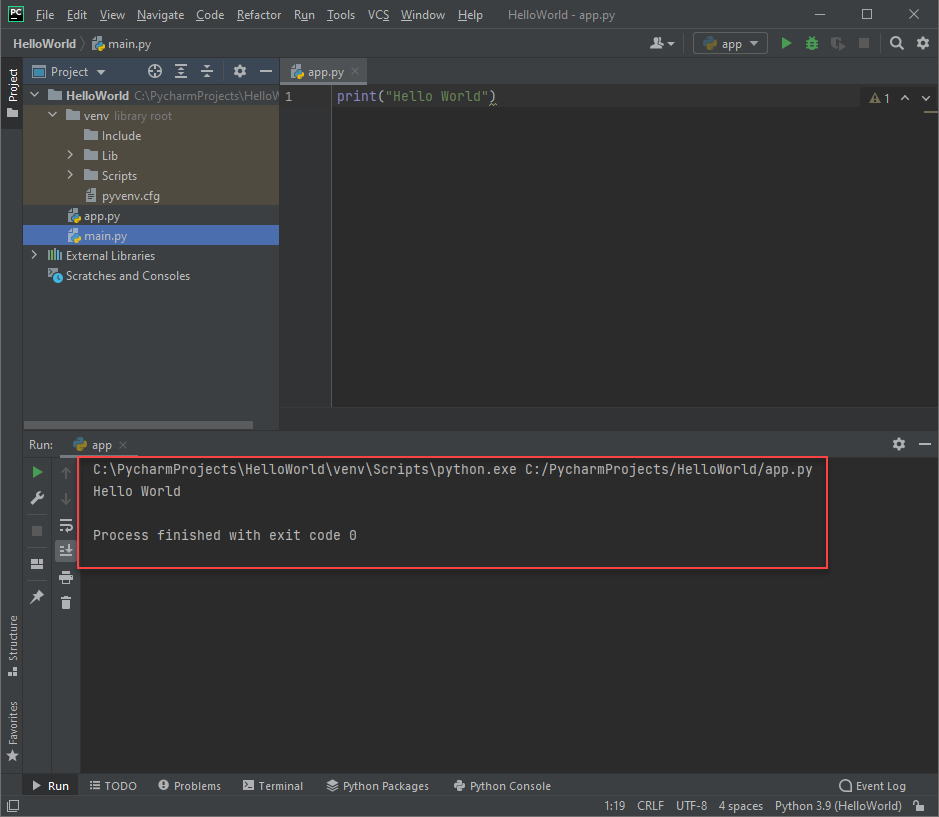 PC File Edit View Navigate Code Refactor Run Tools VCS Window Help HelloWorld - app.py
HelloWorld main.py app
Project
Project app.py
HelloWorld C:\PycharmProjects\HelloW
venv library root
Include
Lib
Scripts
pyvenv.cfg
app.py
main.py
External Libraries
Scratches and Consoles
1 print("Hello World") 1
Run: app
C:\PycharmProjects\HelloWorld\venv\Scripts\python.exe C:/PycharmProjects/HelloWorld/app.py
Hello World
Process finished with exit code 0
Structure
Favorites
Run TODO Problems Terminal Python Packages Python Console Event Log
1:19 CRLF UTF-8 4 spaces Python 3.9 (HelloWorld)